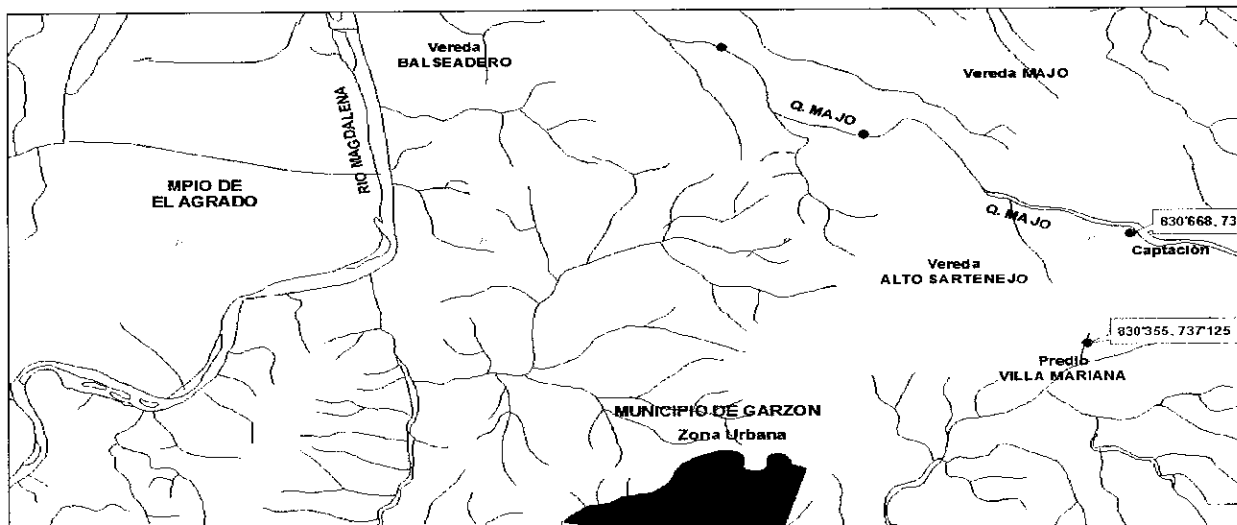 Vereda
BALSEADERO
Vereda MAJO
RIO MAGDALENA
Q. MAJO
MPIO DE
EL AGRADO
Q. MAJO
830'668, 73
Captación
Vereda
ALTO SARTENEJO
830'355, 737'125
Predio
VILLA MARIANA
MUNICIPIO DE GARZON
Zona Urbana